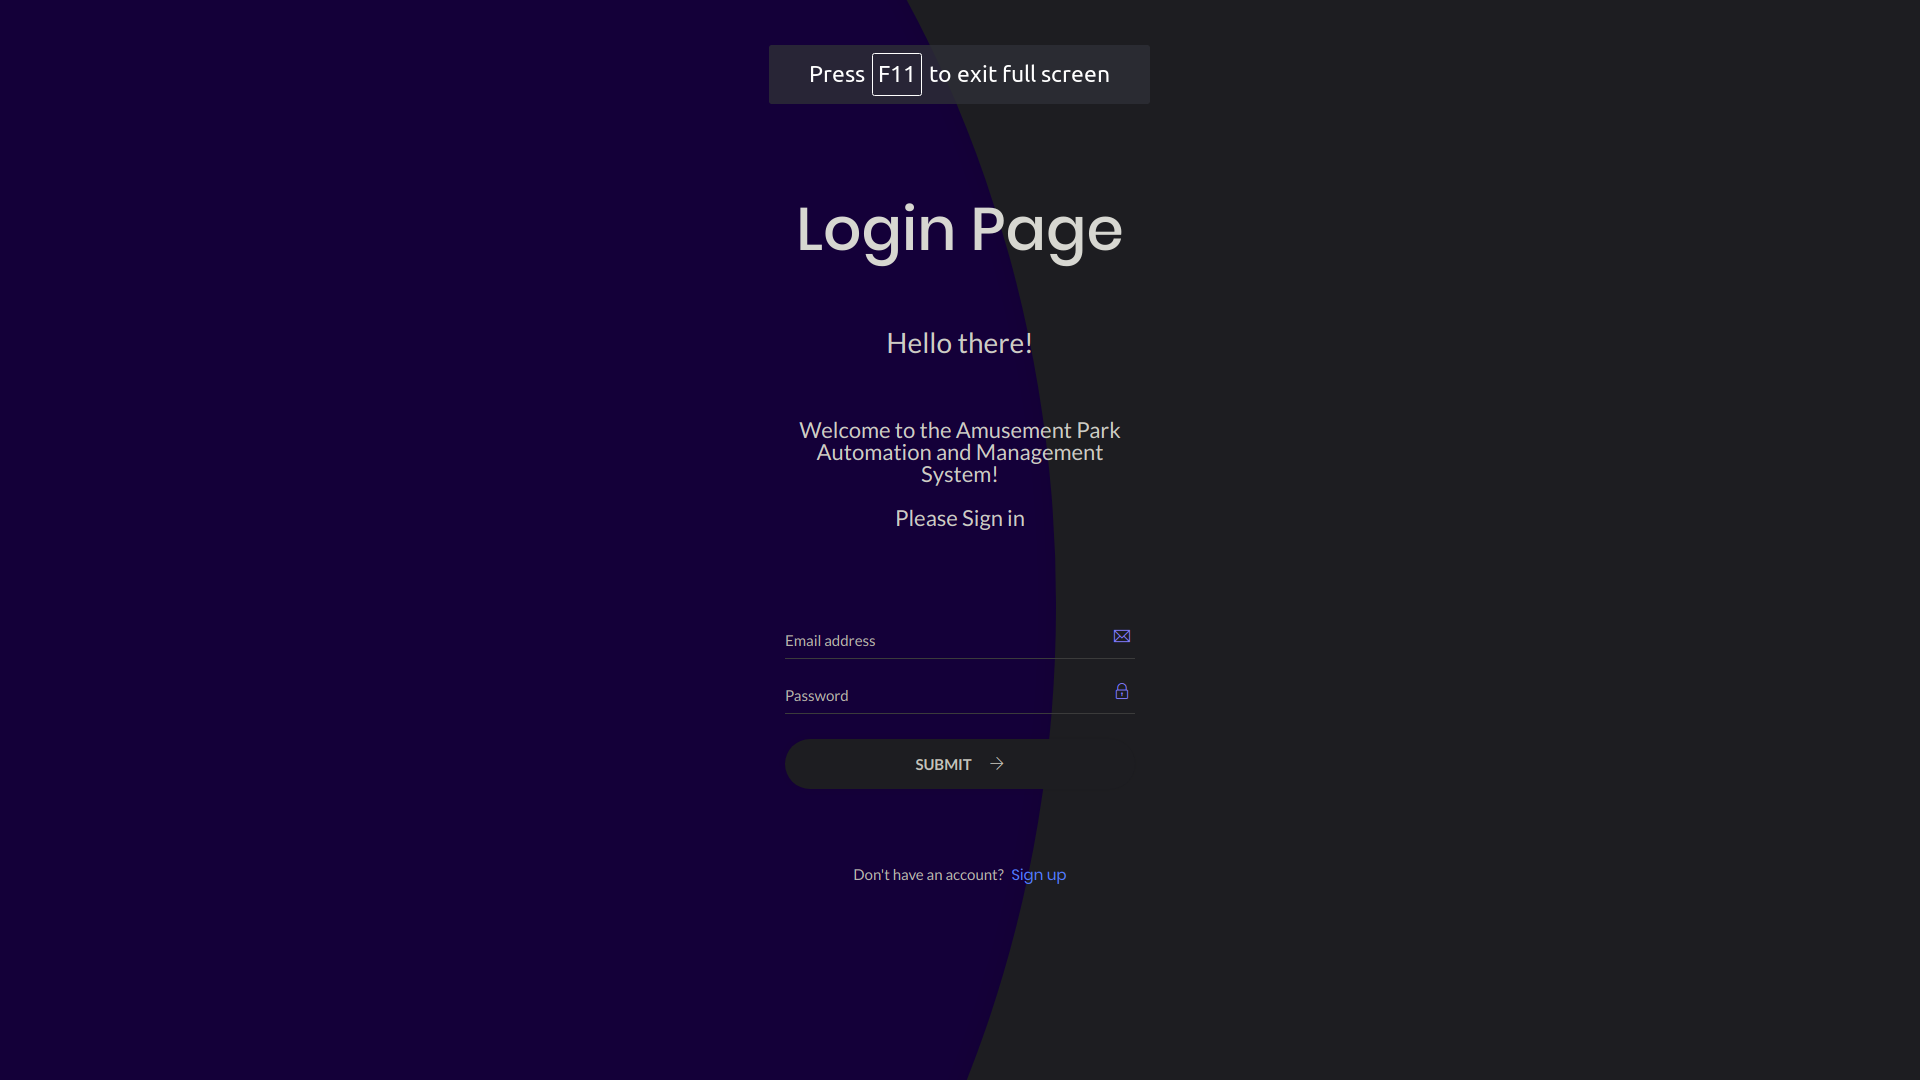 Press F11 to exit full screen
Login Page
Hello there!
Welcome to the Amusement Park
Automation and Management
System!
Please Sign in
Email address
Password
SUBMIT
Don't have an account? Sign up